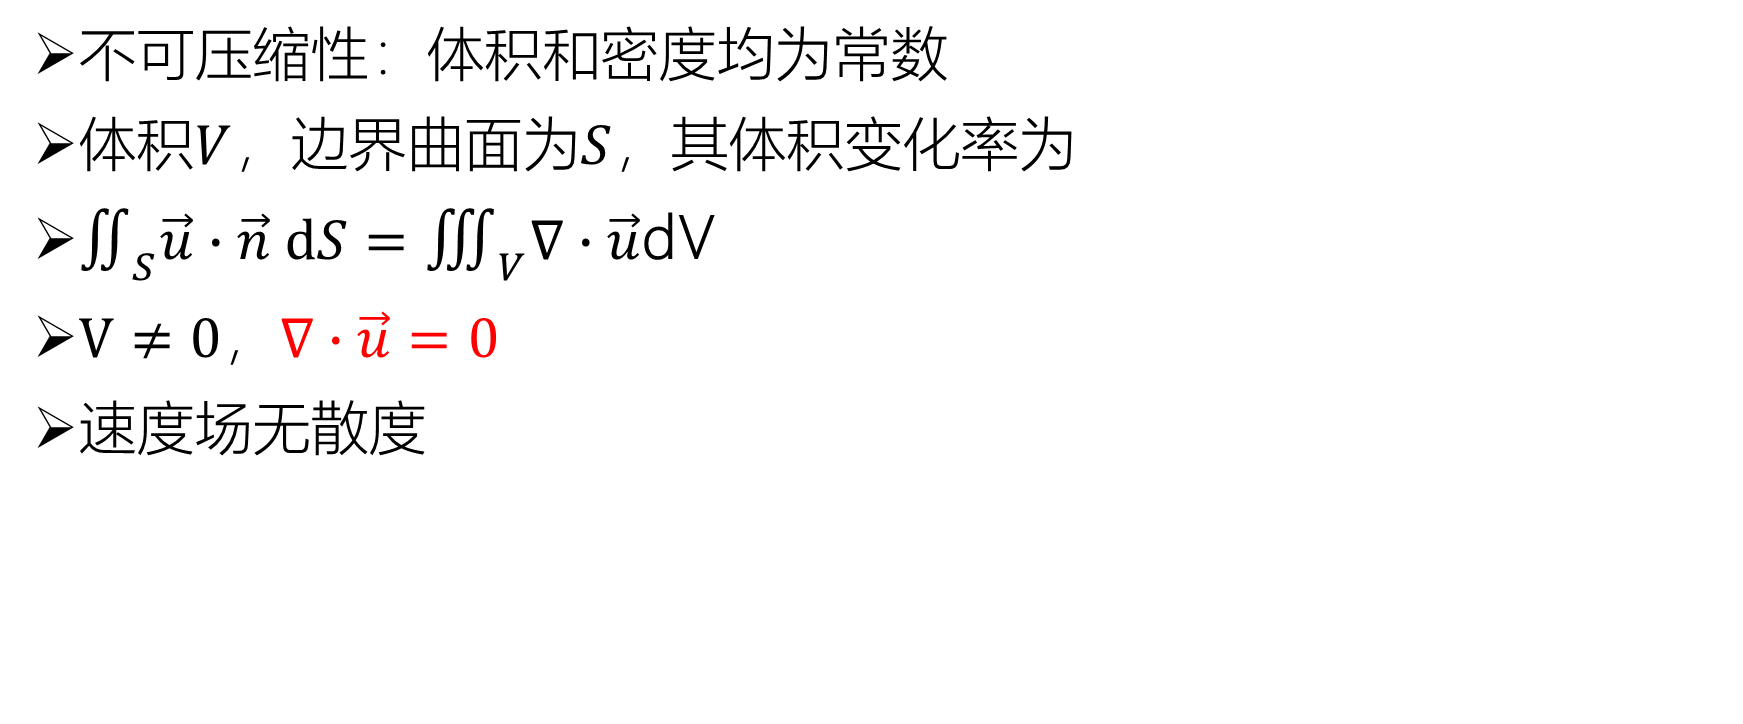 ➢不可压缩性：体积和密度均为常数
➢体积V，边界曲面为S，其体积变化率为
➢∬_S u⃗ · n⃗ dS = ∭_V ∇ · u⃗dV
➢V ≠ 0，∇ · u⃗ = 0
➢速度场无散度